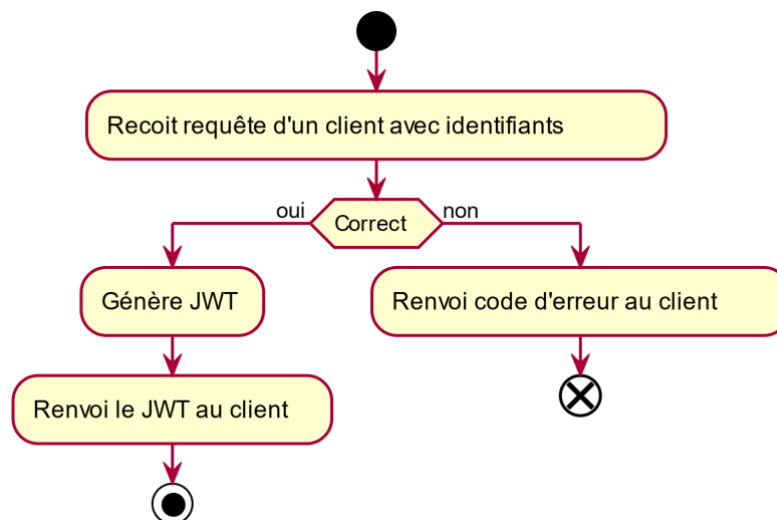 Recoit requête d'un client avec identifiants
oui
Correct
non
Génère JWT
Renvoi code d'erreur au client
Renvoi le JWT au client